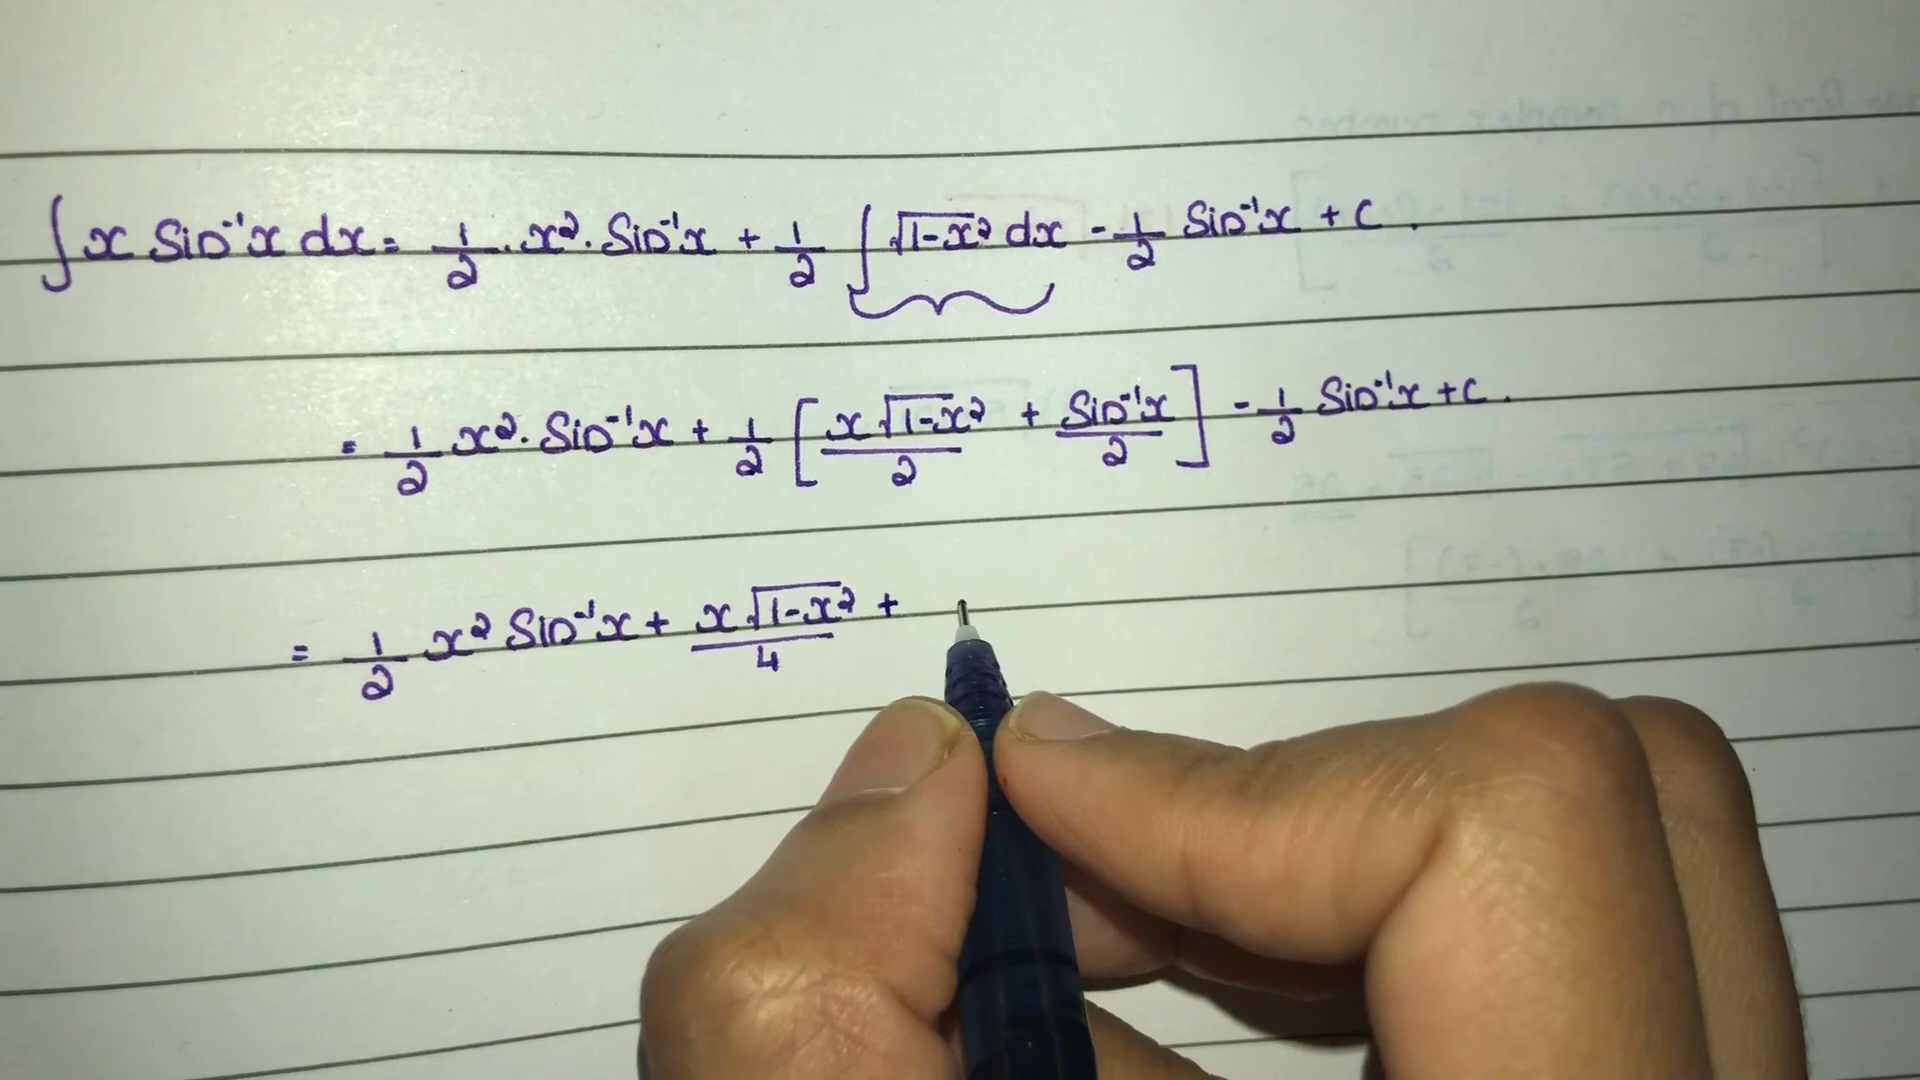 ∫ x Sin⁻¹x dx = 1/2 . x² . Sin⁻¹x + 1/2 ∫ √1-x² dx - 1/2 Sin⁻¹x + c .
= 1/2 x² . Sin⁻¹x + 1/2 [ x√1-x² / 2 + Sin⁻¹x / 2 ] - 1/2 Sin⁻¹x + c .
= 1/2 x² Sin⁻¹x + x√1-x² / 4 +